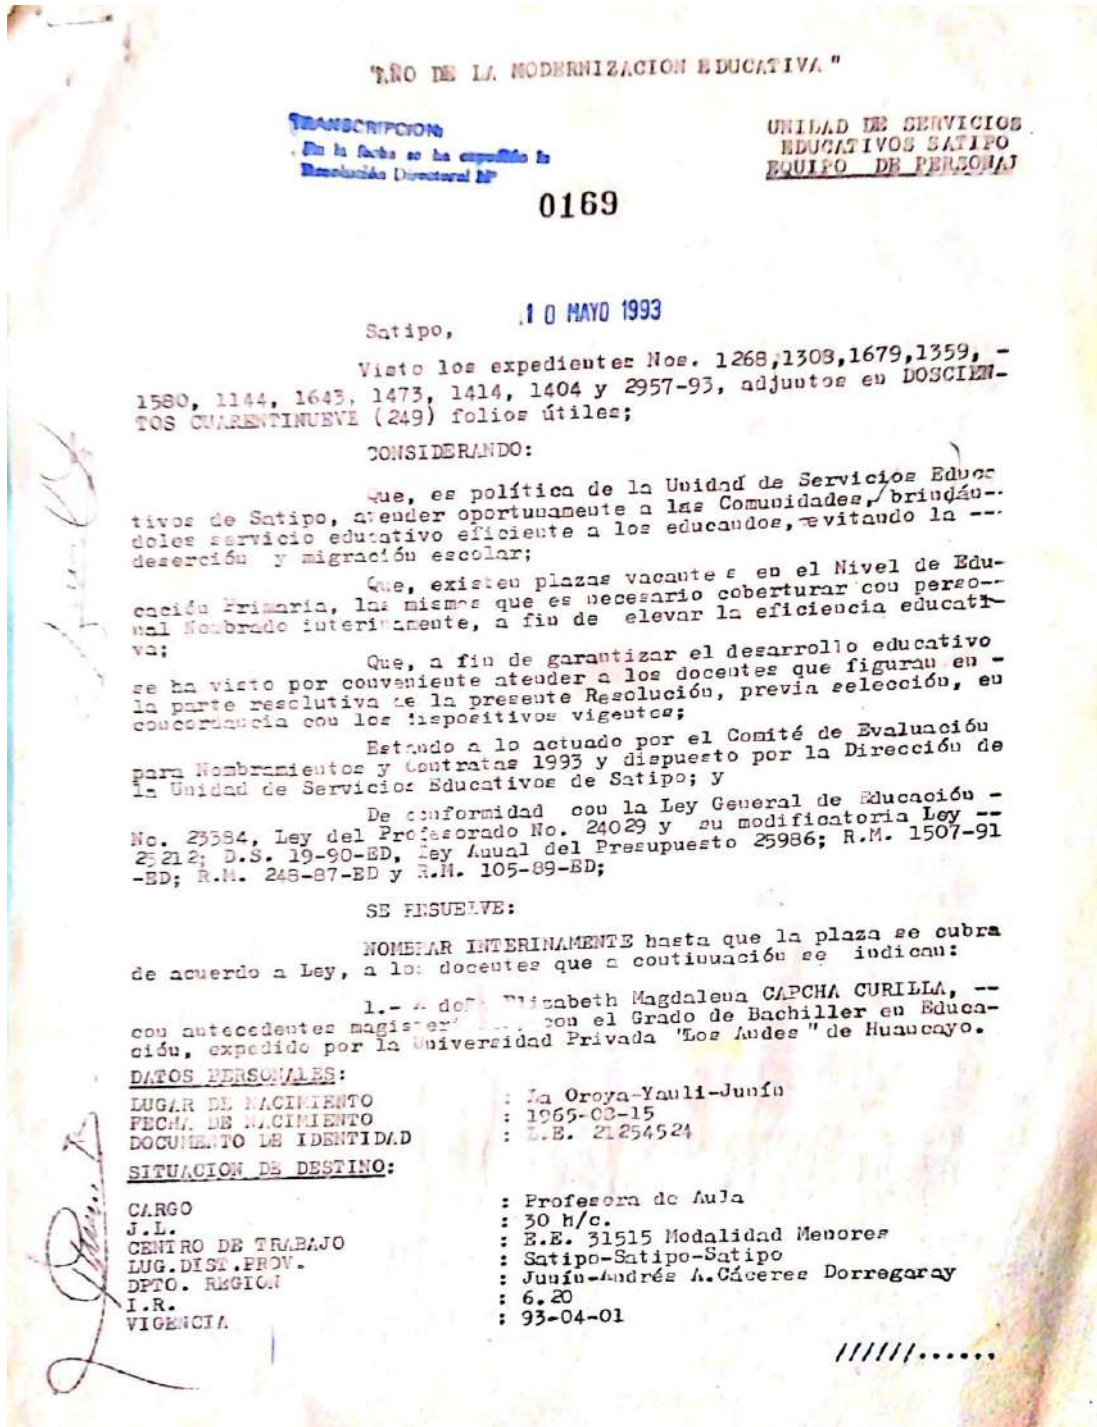 "AÑO DE LA MODERNIZACION EDUCATIVA"
TRANSCRIPCION:
En la fecha se ha expedido la
Resolución Directoral Nº
UNIDAD DE SERVICIOS
EDUCATIVOS SATIPO
EQUIPO DE PERSONAL
0169
Satipo, 10 MAYO 1993
Visto los expedientes Nos. 1268,1308,1679,1359, -
1580, 1144, 1643, 1473, 1414, 1404 y 2957-93, adjuntos en DOSCIEN-
TOS CUARENTINUEVE (249) folios útiles;
CONSIDERANDO:
Que, es política de la Unidad de Servicios Educa
tivos de Satipo, atender oportunamente a las Comunidades, brindán-
doles servicio educativo eficiente a los educandos, evitando la --
deserción y migración escolar;
Que, existen plazas vacantes en el Nivel de Edu-
cación Primaria, las mismas que es necesario coberturar con perso--
nal Nombrado interinamente, a fin de elevar la eficiencia educati-
va;
Que, a fin de garantizar el desarrollo educativo
se ha visto por conveniente atender a los docentes que figuran en -
la parte resolutiva de la presente Resolución, previa selección, en
concordancia con los dispositivos vigentes;
Estando a lo actuado por el Comité de Evaluación
para Nombramientos y Contratas 1993 y dispuesto por la Dirección de
la Unidad de Servicios Educativos de Satipo; y
De conformidad con la Ley General de Educación -
No. 23384, Ley del Profesorado No. 24029 y su modificatoria Ley --
25212; D.S. 19-90-ED, Ley Anual del Presupuesto 25986; R.M. 1507-91
-ED; R.M. 248-87-ED y R.M. 105-89-ED;
SE RESUELVE:
NOMBRAR INTERINAMENTE hasta que la plaza se cubra
de acuerdo a Ley, a los docentes que a continuación se indican:
1.- A doña Elizabeth Magdalena CAPCHA CURILLA, --
con antecedentes con el Grado de Bachiller en Educa-
ción, expedido por la Universidad Privada "Los Andes" de Huancayo.
DATOS PERSONALES:
LUGAR DE NACIMIENTO : La Oroya-Yauli-Junín
FECHA DE NACIMIENTO : 1965-03-15
DOCUMENTO DE IDENTIDAD : L.E. 21254524
SITUACION DE DESTINO:
CARGO : Profesora de Aula
J.L. : 30 h/c.
CENTRO DE TRABAJO : E.E. 31515 Modalidad Menores
LUG.DIST.PROV. : Satipo-Satipo-Satipo
DPTO. REGION : Junín-Andrés A.Cáceres Dorregaray
I.R. : 6.20
VIGENCIA : 93-04-01
//////......